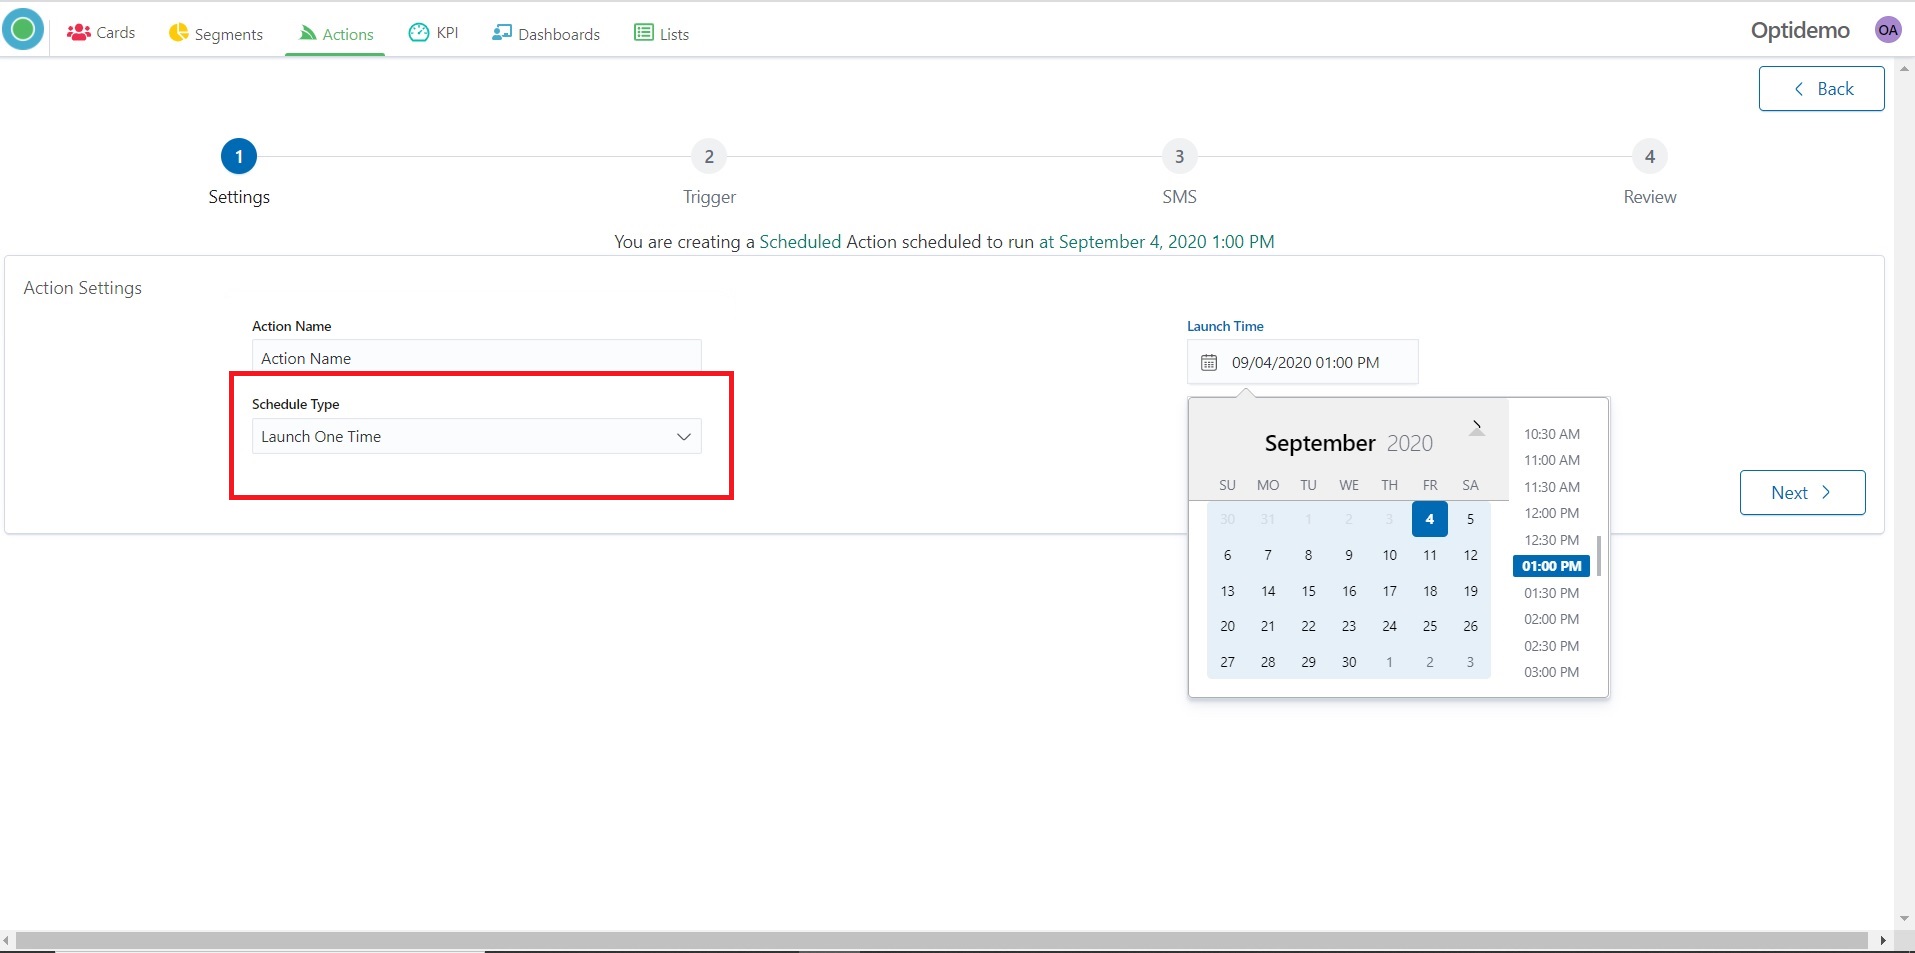 Cards
Segments
Actions
KPI
Dashboards
Lists
Optidemo
OA
Back
1
2
3
4
Settings
Trigger
SMS
Review
You are creating a Scheduled Action scheduled to run at September 4, 2020 1:00 PM
Action Settings
Action Name
Action Name
Schedule Type
Launch One Time
Launch Time
09/04/2020 01:00 PM
September 2020
SU MO TU WE TH FR SA
30 31 1 2 3 4 5
6 7 8 9 10 11 12
13 14 15 16 17 18 19
20 21 22 23 24 25 26
27 28 29 30 1 2 3
10:30 AM
11:00 AM
11:30 AM
12:00 PM
12:30 PM
01:00 PM
01:30 PM
02:00 PM
02:30 PM
03:00 PM
Next